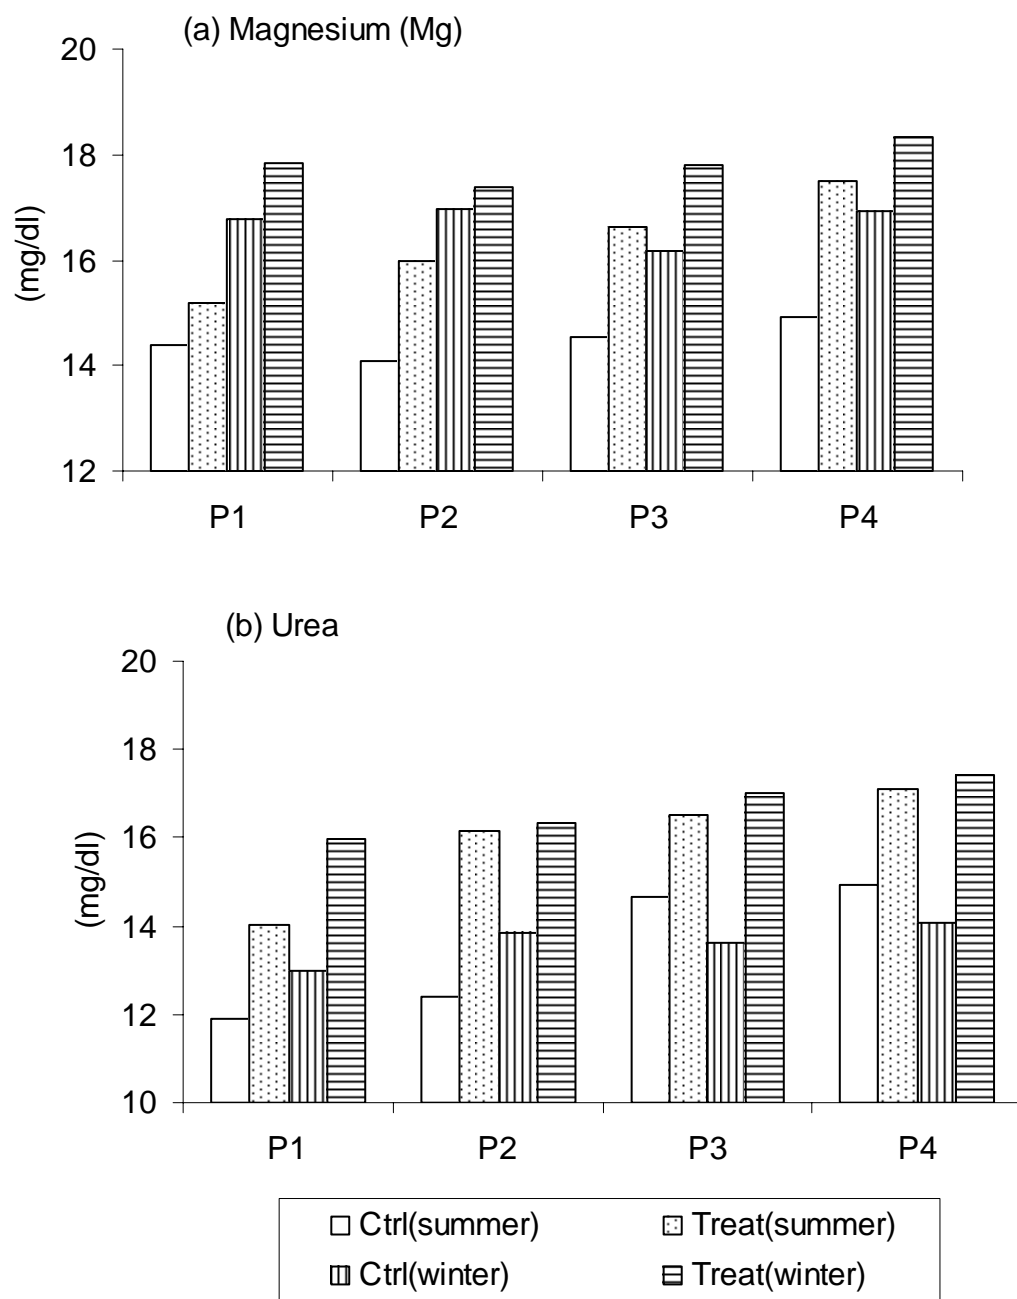 (a) Magnesium (Mg)
20
18
16
14
12
(mg/dl)
P1 P2 P3 P4
(b) Urea
20
18
16
14
12
10
(mg/dl)
P1 P2 P3 P4
Ctrl(summer) Treat(summer)
Ctrl(winter) Treat(winter)